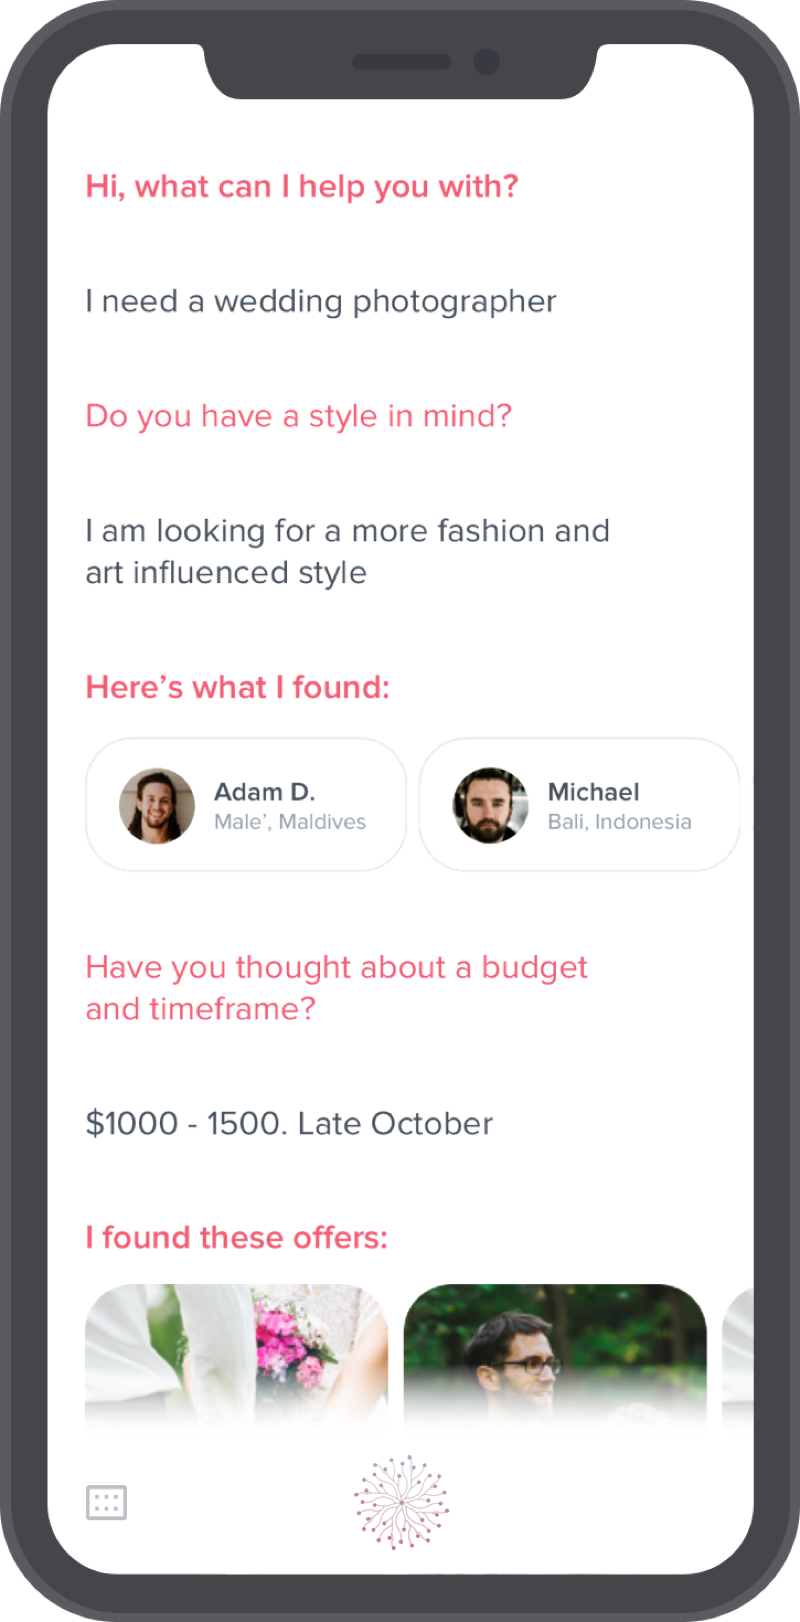 Hi, what can I help you with?
I need a wedding photographer
Do you have a style in mind?
I am looking for a more fashion and
art influenced style
Here’s what I found:
Adam D.
Male’, Maldives
Michael
Bali, Indonesia
Have you thought about a budget
and timeframe?
$1000 - 1500. Late October
I found these offers: